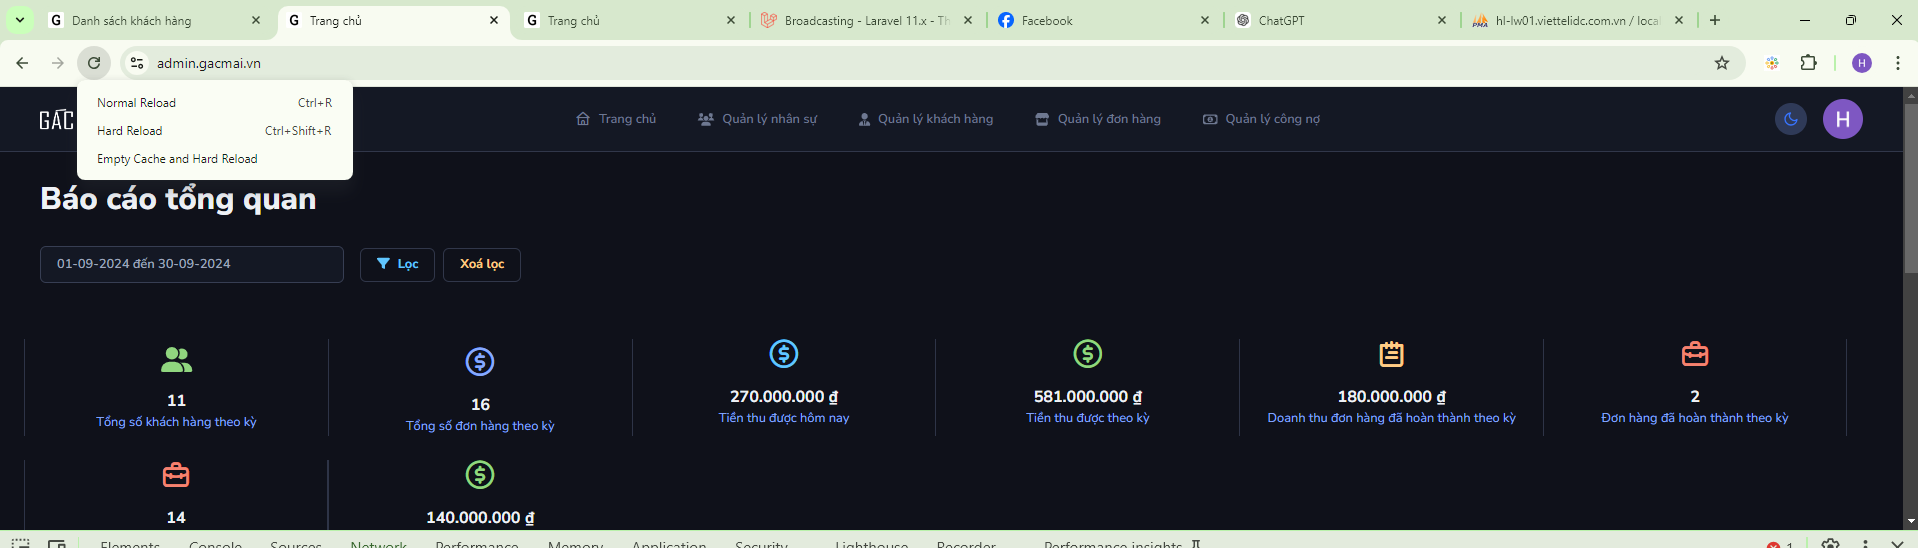 Danh sách khách hàng
Trang chủ
Trang chủ
Broadcasting - Laravel 11.x - Th
Facebook
ChatGPT
hl-lw01.viettelidc.com.vn / local
admin.gacmai.vn
H
Normal Reload Ctrl+R
Hard Reload Ctrl+Shift+R
Empty Cache and Hard Reload
GÁC
Trang chủ
Quản lý nhân sự
Quản lý khách hàng
Quản lý đơn hàng
Quản lý công nợ
H
Báo cáo tổng quan
01-09-2024 đến 30-09-2024
Lọc
Xoá lọc
11
Tổng số khách hàng theo kỳ
16
Tổng số đơn hàng theo kỳ
270.000.000 ₫
Tiền thu được hôm nay
581.000.000 ₫
Tiền thu được theo kỳ
180.000.000 ₫
Doanh thu đơn hàng đã hoàn thành theo kỳ
2
Đơn hàng đã hoàn thành theo kỳ
14
140.000.000 ₫
Elements Console Sources Network Performance Memory Application Security Lighthouse Recorder Performance insights 1